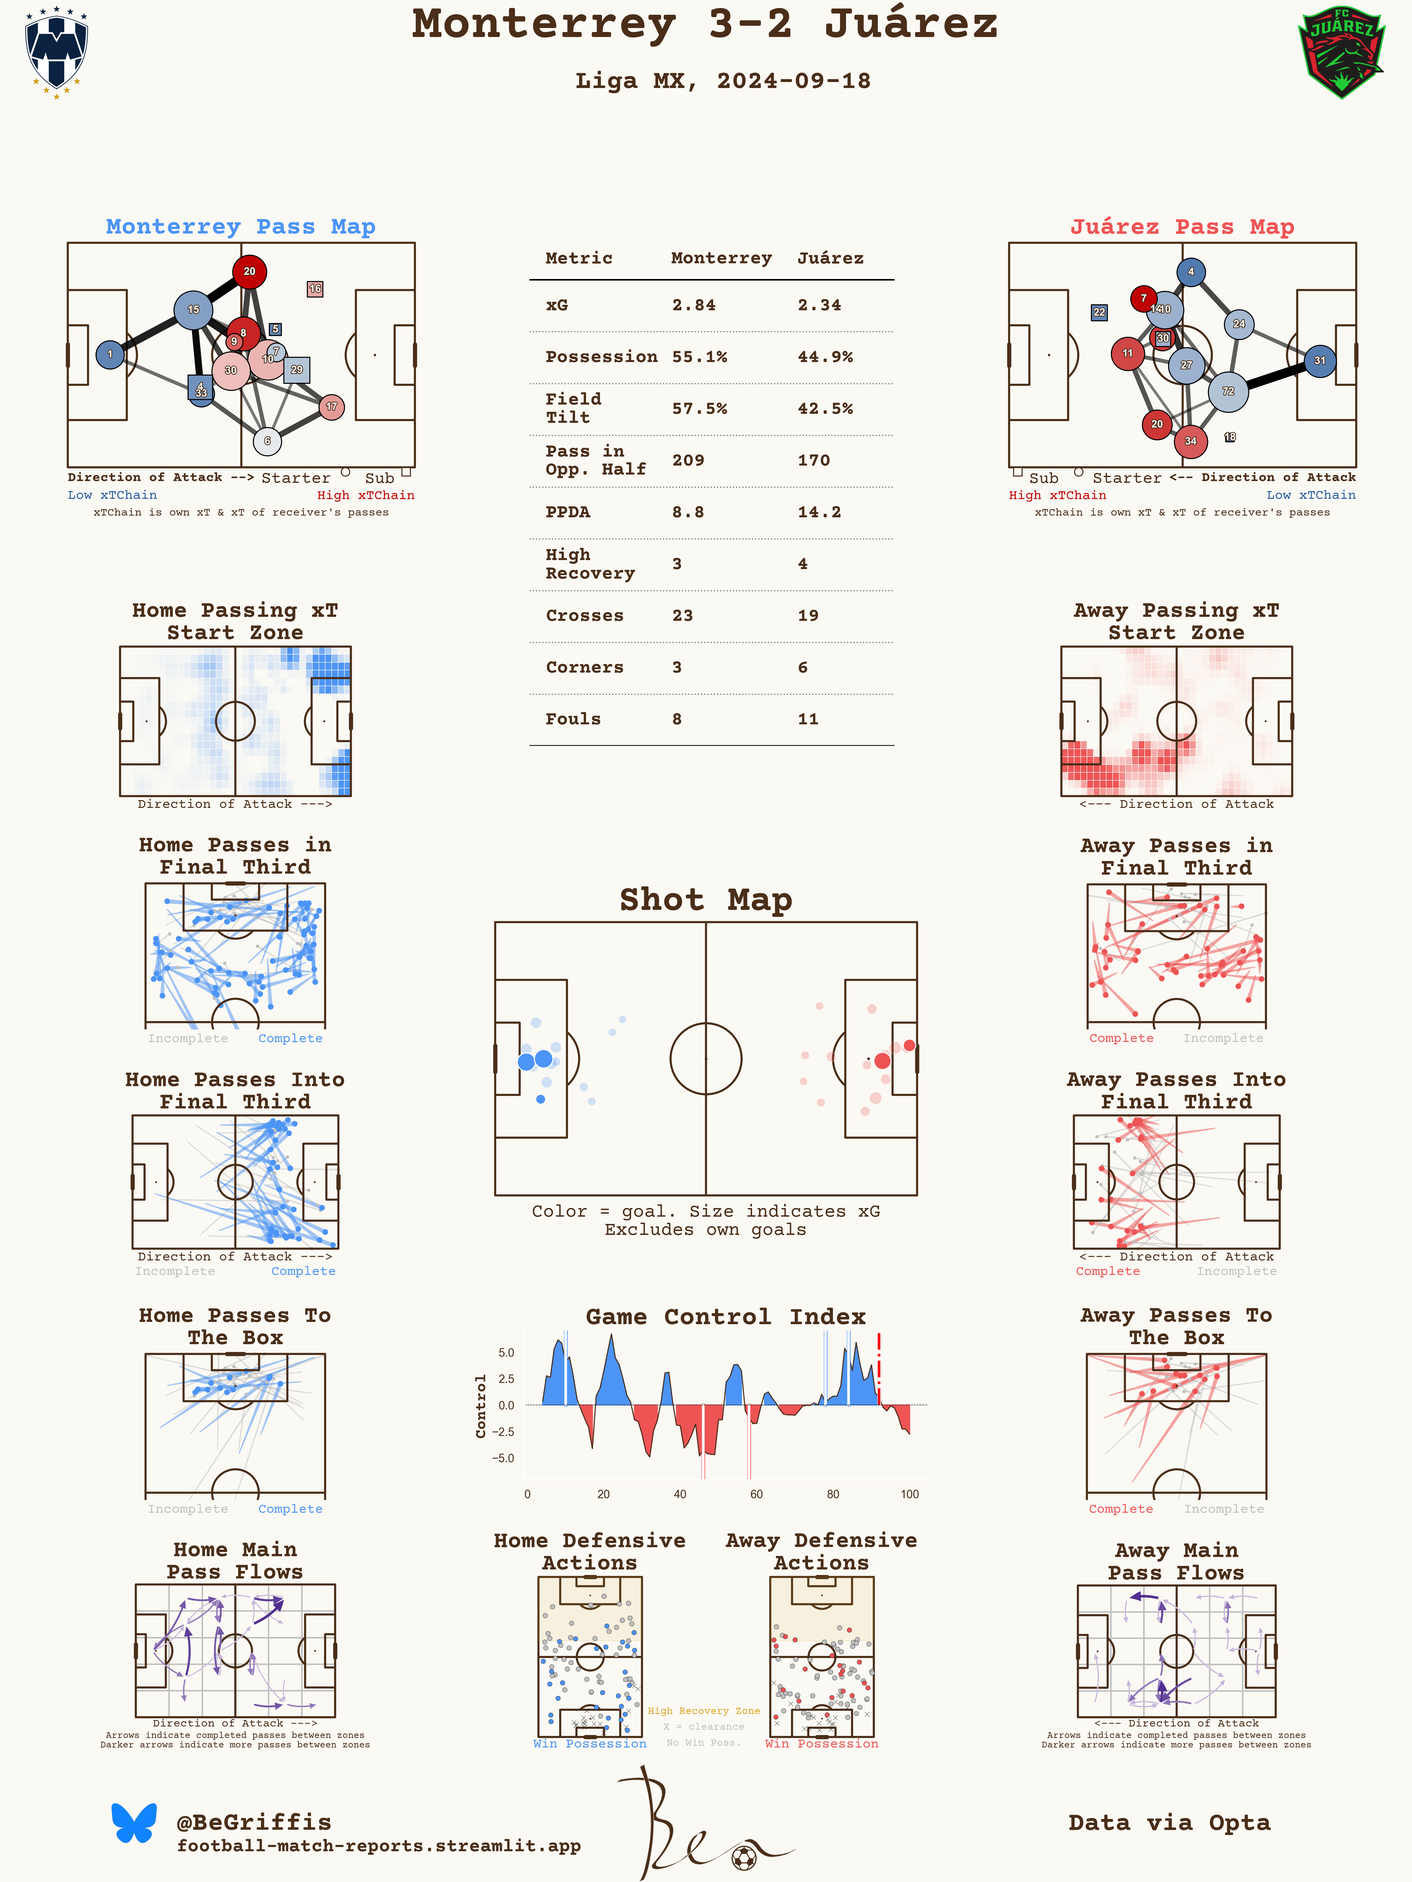 Monterrey 3-2 Juárez
Liga MX, 2024-09-18
FC
JUÁREZ
Monterrey Pass Map
20
16
15
8
5
9
7
10
1
30
29
4
33
17
6
Direction of Attack --> Starter Sub
Low xTChain High xTChain
xTChain is own xT & xT of receiver's passes
Metric Monterrey Juárez
xG 2.84 2.34
Possession 55.1% 44.9%
Field
Tilt 57.5% 42.5%
Pass in
Opp. Half 209 170
PPDA 8.8 14.2
High
Recovery 3 4
Crosses 23 19
Corners 3 6
Fouls 8 11
Juárez Pass Map
4
7
10
22
24
30
11
31
27
72
20
34
18
Sub Starter <-- Direction of Attack
High xTChain Low xTChain
xTChain is own xT & xT of receiver's passes
Home Passing xT
Start Zone
Direction of Attack --->
Away Passing xT
Start Zone
<--- Direction of Attack
Home Passes in
Final Third
Incomplete Complete
Shot Map
Color = goal. Size indicates xG
Excludes own goals
Away Passes in
Final Third
Complete Incomplete
Home Passes Into
Final Third
Direction of Attack --->
Incomplete Complete
Away Passes Into
Final Third
<--- Direction of Attack
Complete Incomplete
Home Passes To
The Box
Incomplete Complete
Game Control Index
Control
5.0
2.5
0.0
−2.5
−5.0
0 20 40 60 80 100
Away Passes To
The Box
Complete Incomplete
Home Main
Pass Flows
Direction of Attack --->
Arrows indicate completed passes between zones
Darker arrows indicate more passes between zones
Home Defensive
Actions
Win Possession
High Recovery Zone
X = clearance
No Win Poss.
Away Defensive
Actions
Win Possession
Away Main
Pass Flows
<--- Direction of Attack
Arrows indicate completed passes between zones
Darker arrows indicate more passes between zones
@BeGriffis
football-match-reports.streamlit.app
Ben
Data via Opta